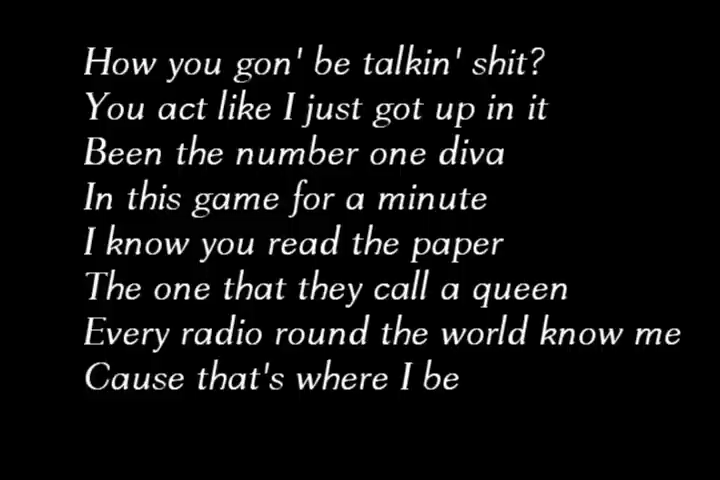 How you gon' be talkin' shit?
You act like I just got up in it
Been the number one diva
In this game for a minute
I know you read the paper
The one that they call a queen
Every radio round the world know me
Cause that's where I be